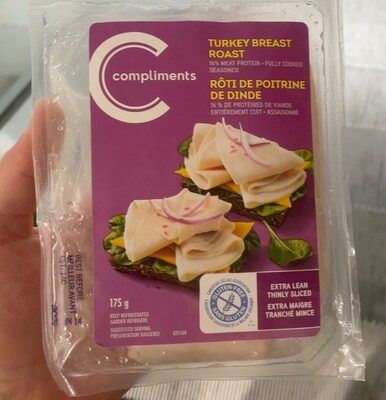 compliments
TURKEY BREAST
ROAST
16% MEAT PROTEIN • FULLY COOKED
SEASONED
RÔTI DE POITRINE
DE DINDE
16 % DE PROTÉINES DE VIANDE
ENTIÈREMENT CUIT • ASSAISONNÉ
BEST BEFORE
MEILLEUR AVANT
175 g
KEEP REFRIGERATED
GARDER RÉFRIGÉRÉ
SUGGESTED SERVING
PRÉSENTATION SUGGÉRÉE
GLUTEN-FREE
SANS GLUTEN
EXTRA LEAN
THINLY SLICED
EXTRA MAIGRE
TRANCHÉ MINCE